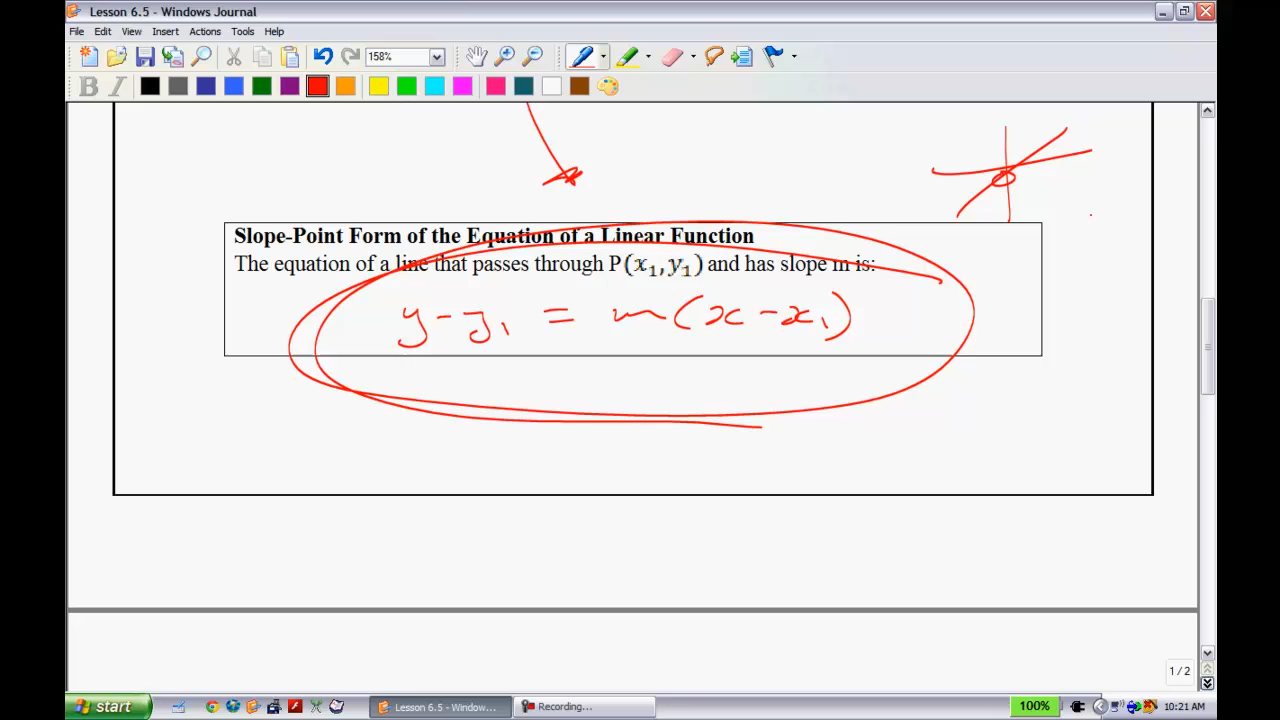 Lesson 6.5 - Windows Journal
File Edit View Insert Actions Tools Help
158%
B I
Slope-Point Form of the Equation of a Linear Function
The equation of a line that passes through P(x₁,y₁) and has slope m is:
y - y₁ = m(x - x₁)
1 / 2
start
Lesson 6.5 - Window...
Recording...
100%
10:21 AM